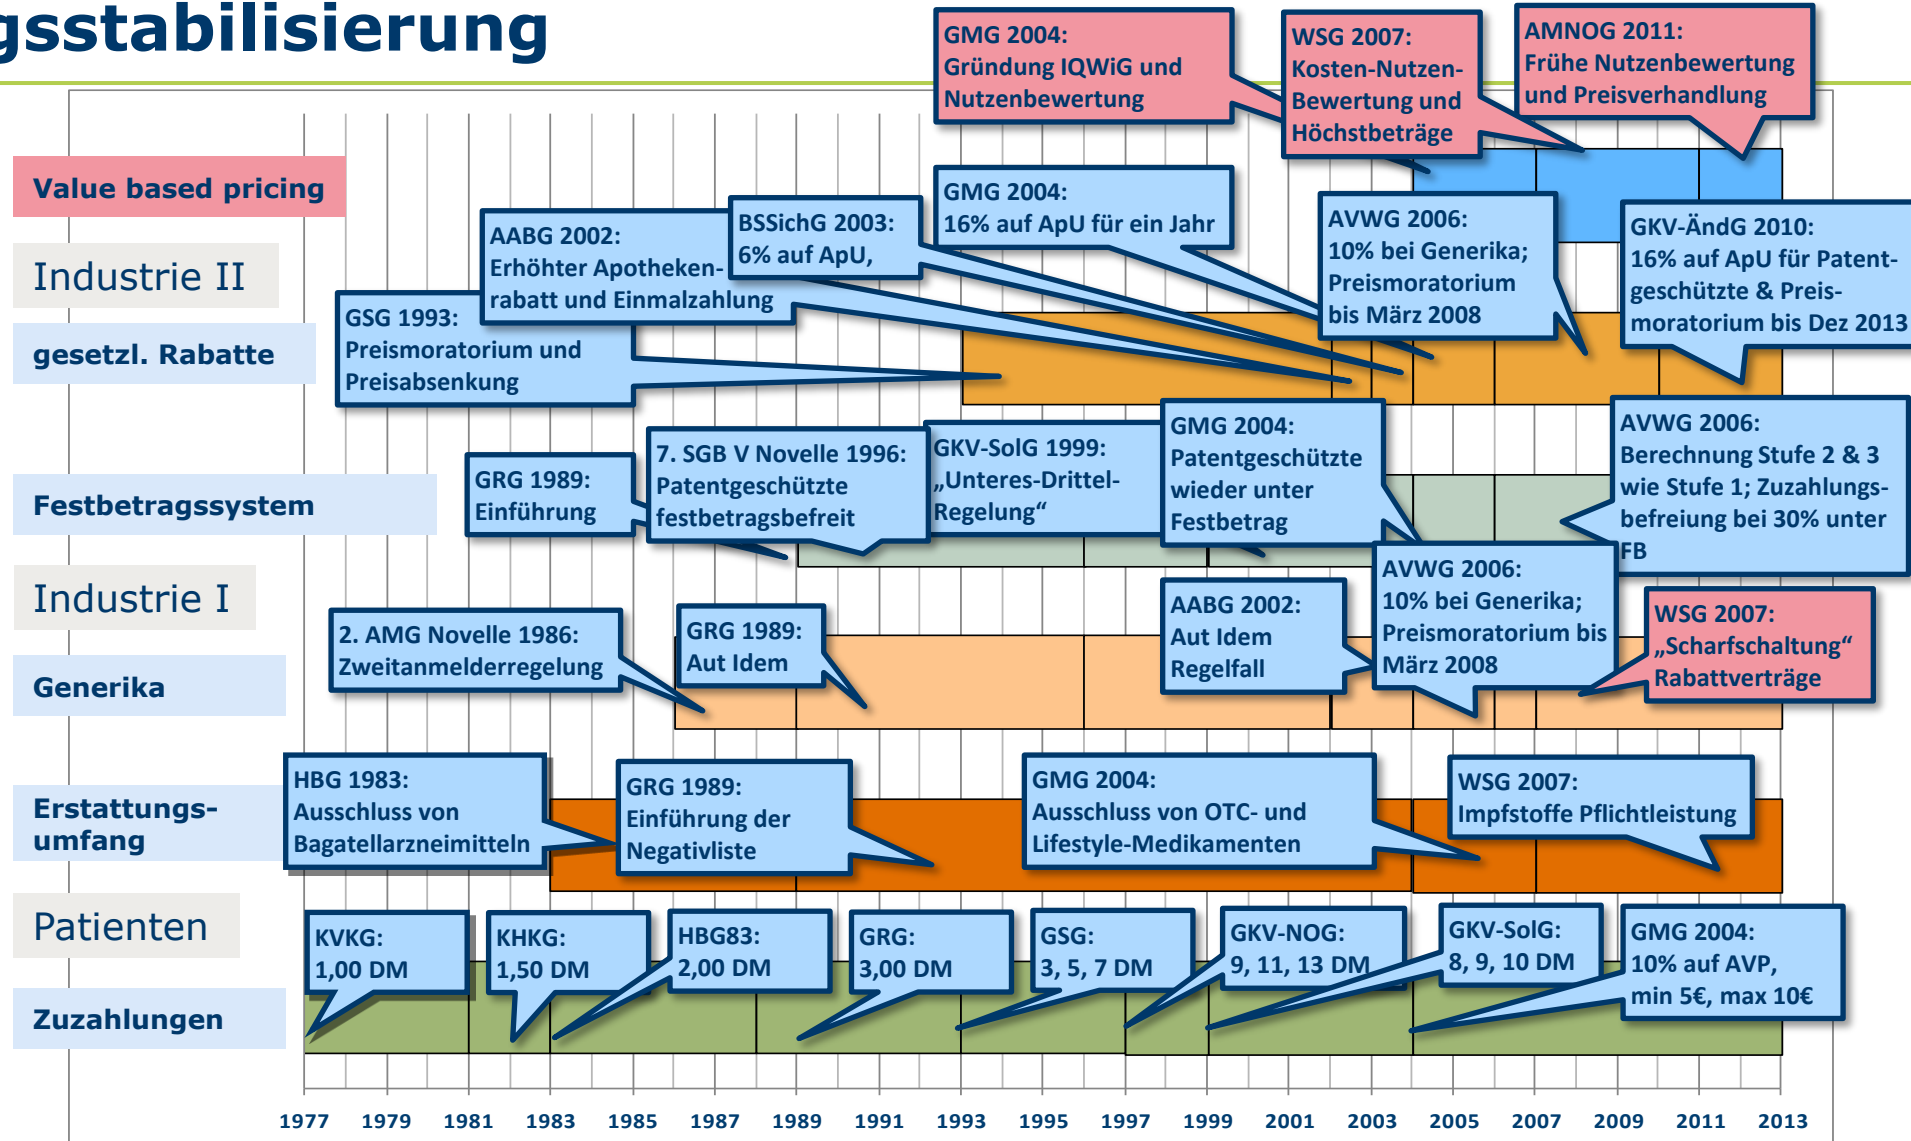 gsstabilisierung
GMG 2004:
Gründung IQWiG und
Nutzenbewertung
WSG 2007:
Kosten-Nutzen-
Bewertung und
Höchstbeträge
AMNOG 2011:
Frühe Nutzenbewertung
und Preisverhandlung
Value based pricing
Industrie II
AABG 2002:
Erhöhter Apotheken-
rabatt und Einmalzahlung
BSSichG 2003:
6% auf ApU,
GMG 2004:
16% auf ApU für ein Jahr
AVWG 2006:
10% bei Generika;
Preismoratorium
bis März 2008
GKV-ÄndG 2010:
16% auf ApU für Patent-
geschützte & Preis-
moratorium bis Dez 2013
GSG 1993:
Preismoratorium und
Preisabsenkung
gesetzl. Rabatte
GRG 1989:
Einführung
7. SGB V Novelle 1996:
Patentgeschützte
festbetragsbefreit
GKV-SolG 1999:
„Unteres-Drittel-
Regelung“
GMG 2004:
Patentgeschützte
wieder unter
Festbetrag
AVWG 2006:
Berechnung Stufe 2 & 3
wie Stufe 1; Zuzahlungs-
befreiung bei 30% unter
FB
Festbetragssystem
Industrie I
2. AMG Novelle 1986:
Zweitanmelderregelung
GRG 1989:
Aut Idem
AABG 2002:
Aut Idem
Regelfall
AVWG 2006:
10% bei Generika;
Preismoratorium bis
März 2008
WSG 2007:
„Scharfschaltung“
Rabattverträge
Generika
HBG 1983:
Ausschluss von
Bagatellarzneimitteln
GRG 1989:
Einführung der
Negativliste
GMG 2004:
Ausschluss von OTC- und
Lifestyle-Medikamenten
WSG 2007:
Impfstoffe Pflichtleistung
Erstattungs-
umfang
Patienten
KVKG:
1,00 DM
KHKG:
1,50 DM
HBG83:
2,00 DM
GRG:
3,00 DM
GSG:
3, 5, 7 DM
GKV-NOG:
9, 11, 13 DM
GKV-SolG:
8, 9, 10 DM
GMG 2004:
10% auf AVP,
min 5€, max 10€
Zuzahlungen
1977 1979 1981 1983 1985 1987 1989 1991 1993 1995 1997 1999 2001 2003 2005 2007 2009 2011 2013